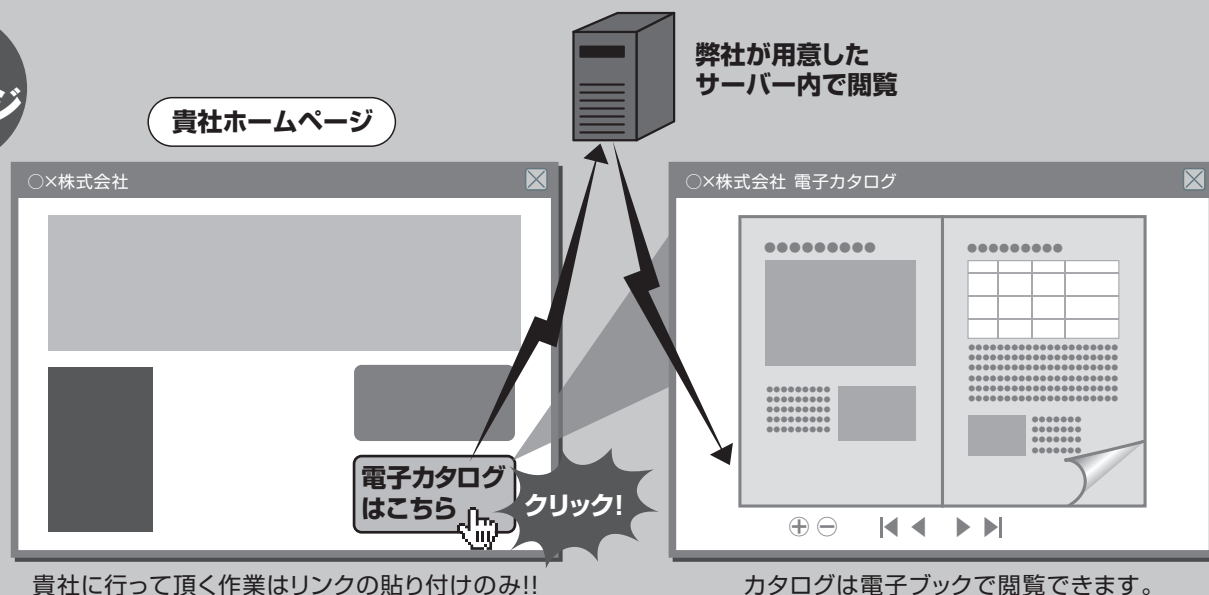 ジ
弊社が用意した
サーバー内で閲覧
貴社ホームページ
○×株式会社
○×株式会社 電子カタログ
電子カタログ
はこちら
クリック!
貴社に行って頂く作業はリンクの貼り付けのみ!!
カタログは電子ブックで閲覧できます。